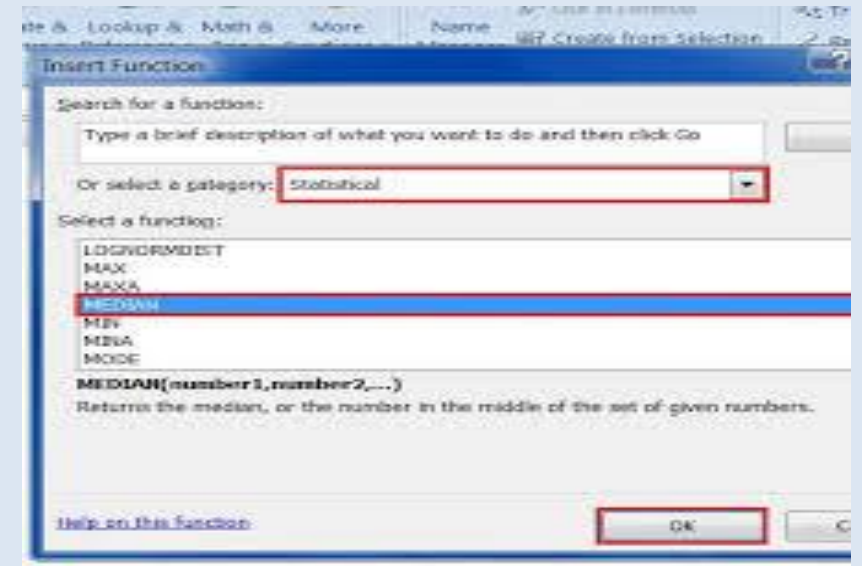 Lookup & Math & More Name
Create from Selection
Insert Function
Search for a function:
Type a brief description of what you want to do and then click Go
Or select a category: Statistical
Select a function:
LOGNORMDIST
MAX
MAXA
MEDIAN
MIN
MINA
MODE
MEDIAN(number1,number2,...)
Returns the median, or the number in the middle of the set of given numbers.
Help on this function
OK